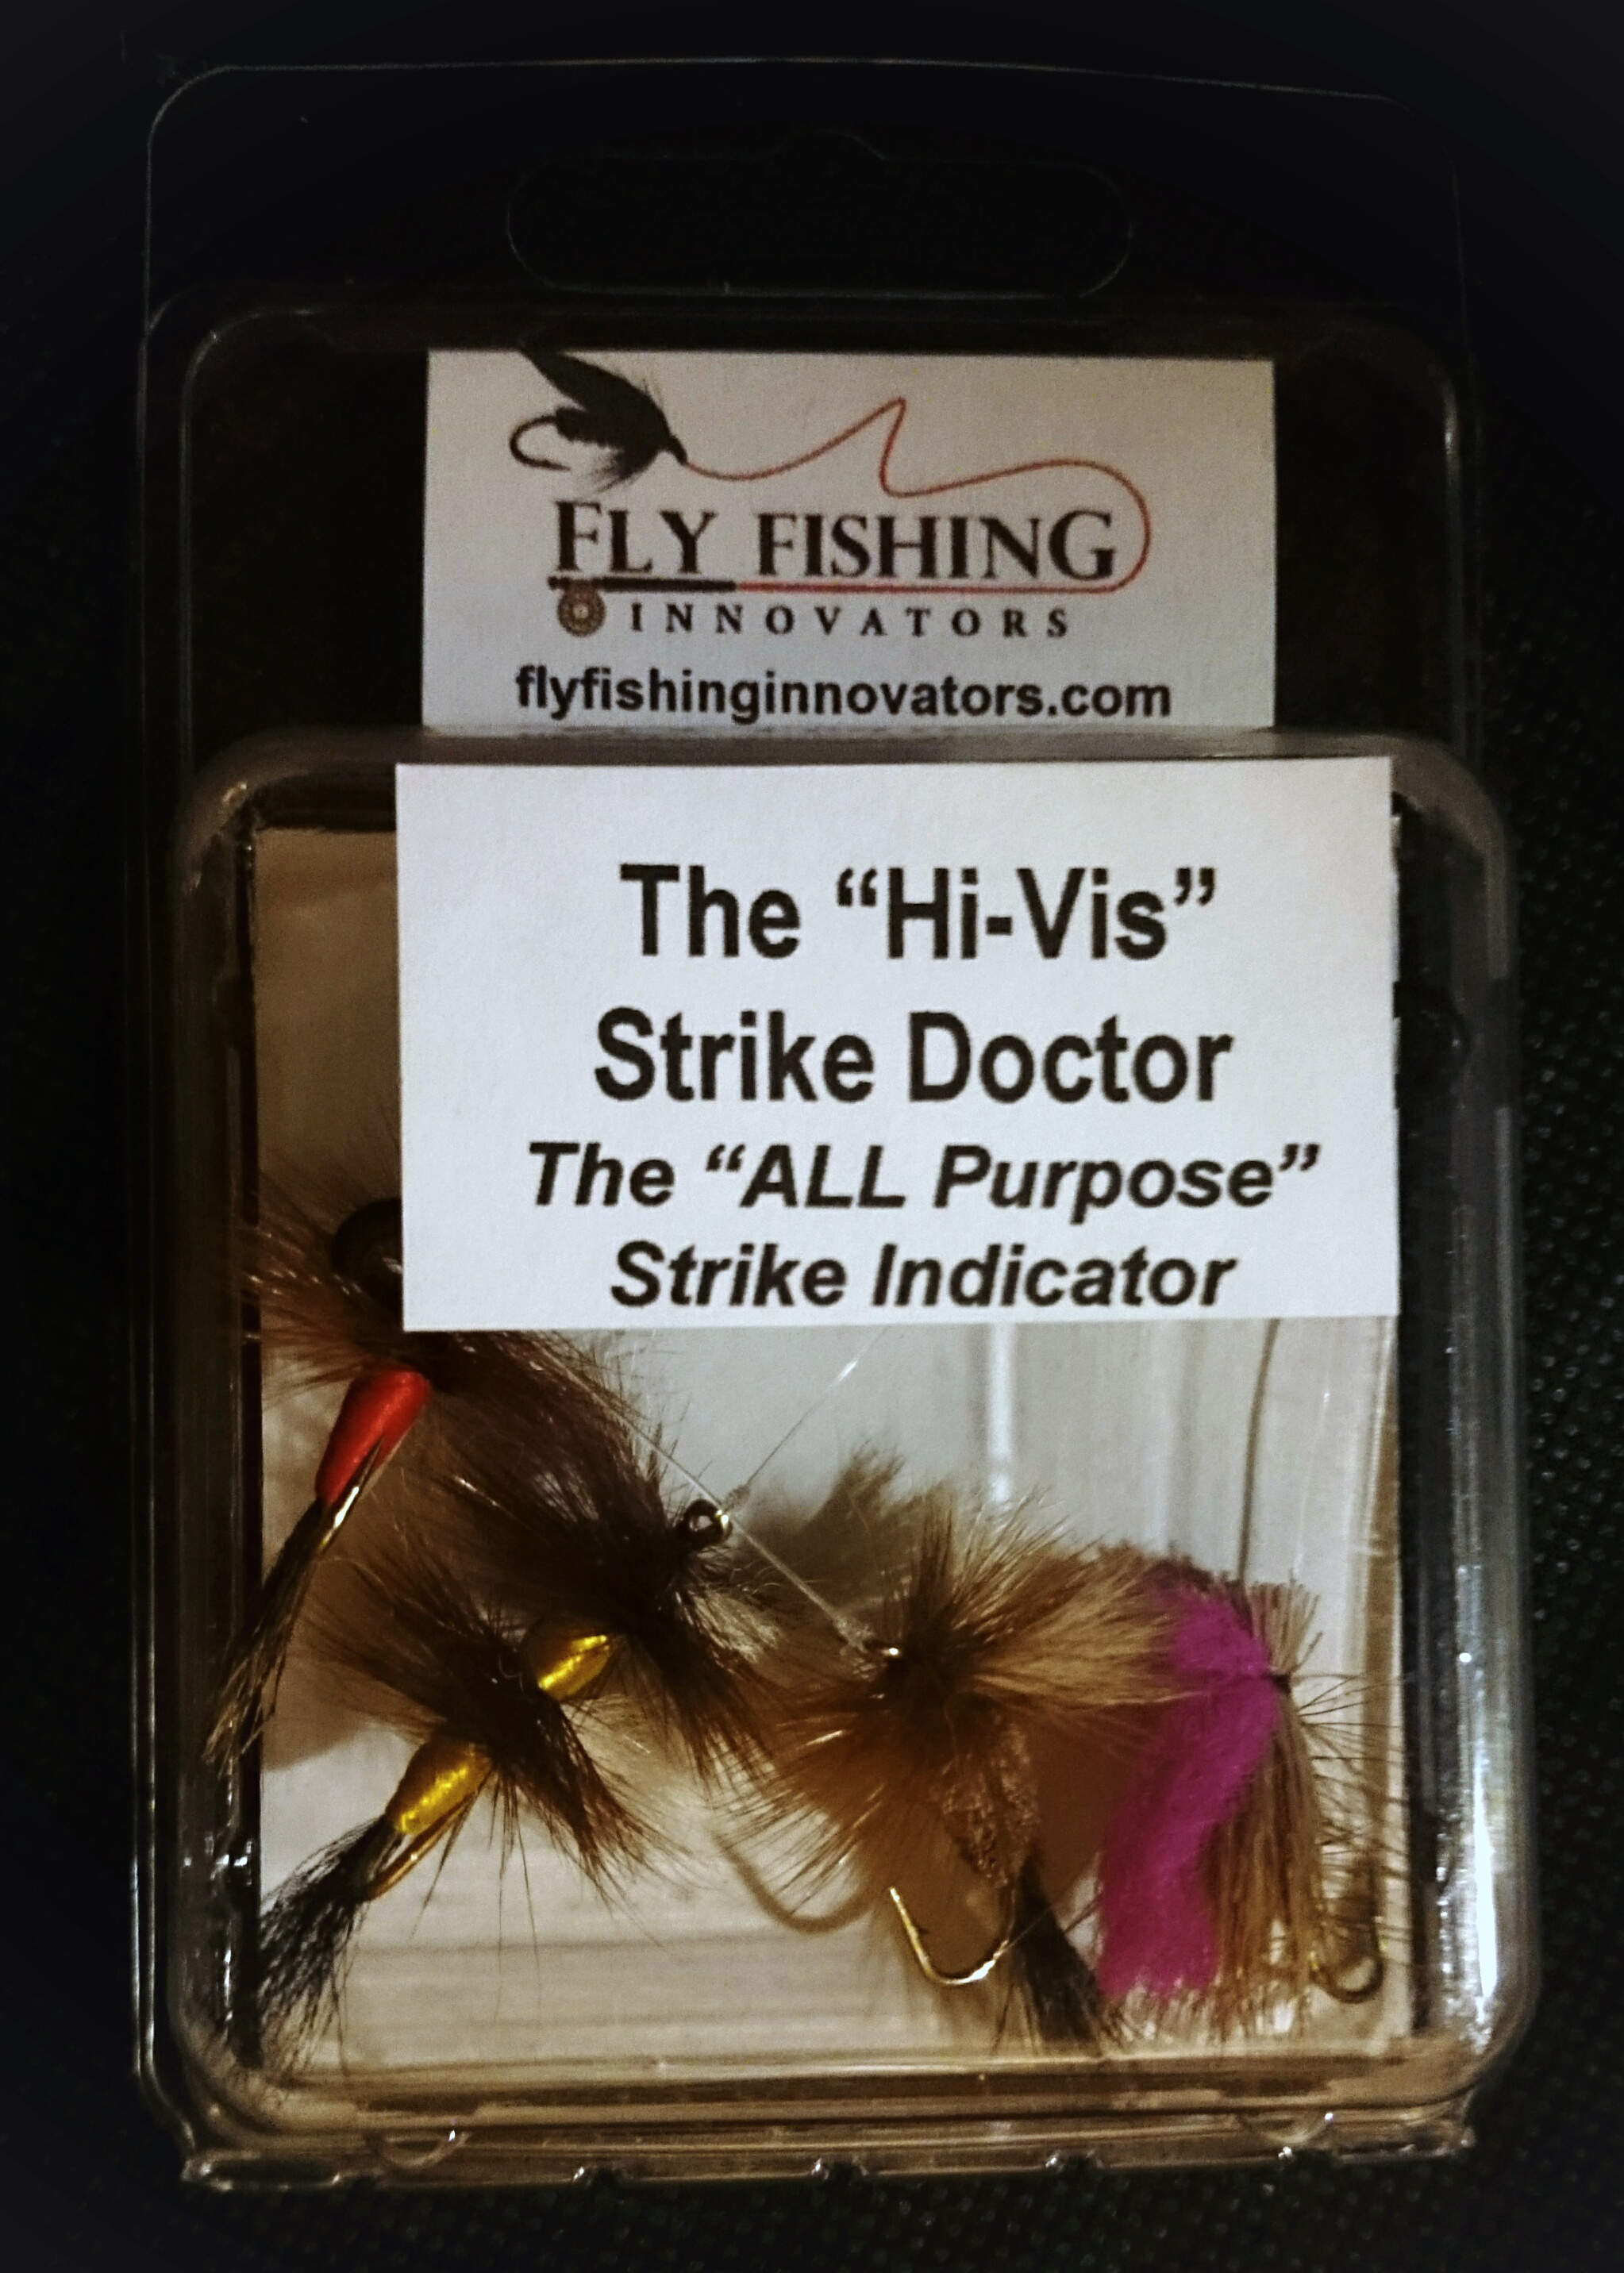 FLY FISHING
INNOVATORS
flyfishinginnovators.com
The “Hi-Vis”
Strike Doctor
The “ALL Purpose”
Strike Indicator